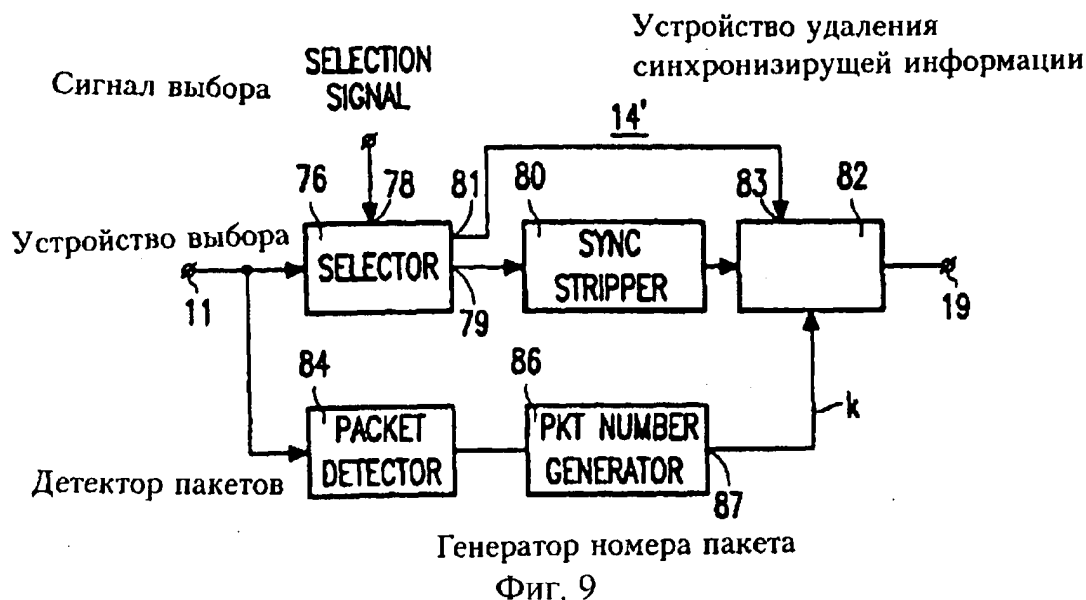 Устройство удаления
синхронизирущей информации
Сигнал выбора
SELECTION
SIGNAL
14'
76
78
81
80
83
82
Устройство выбора
SELECTOR
SYNC
STRIPPER
11
79
19
84
86
k
PACKET
DETECTOR
PKT NUMBER
GENERATOR
87
Детектор пакетов
Генератор номера пакета
Фиг. 9